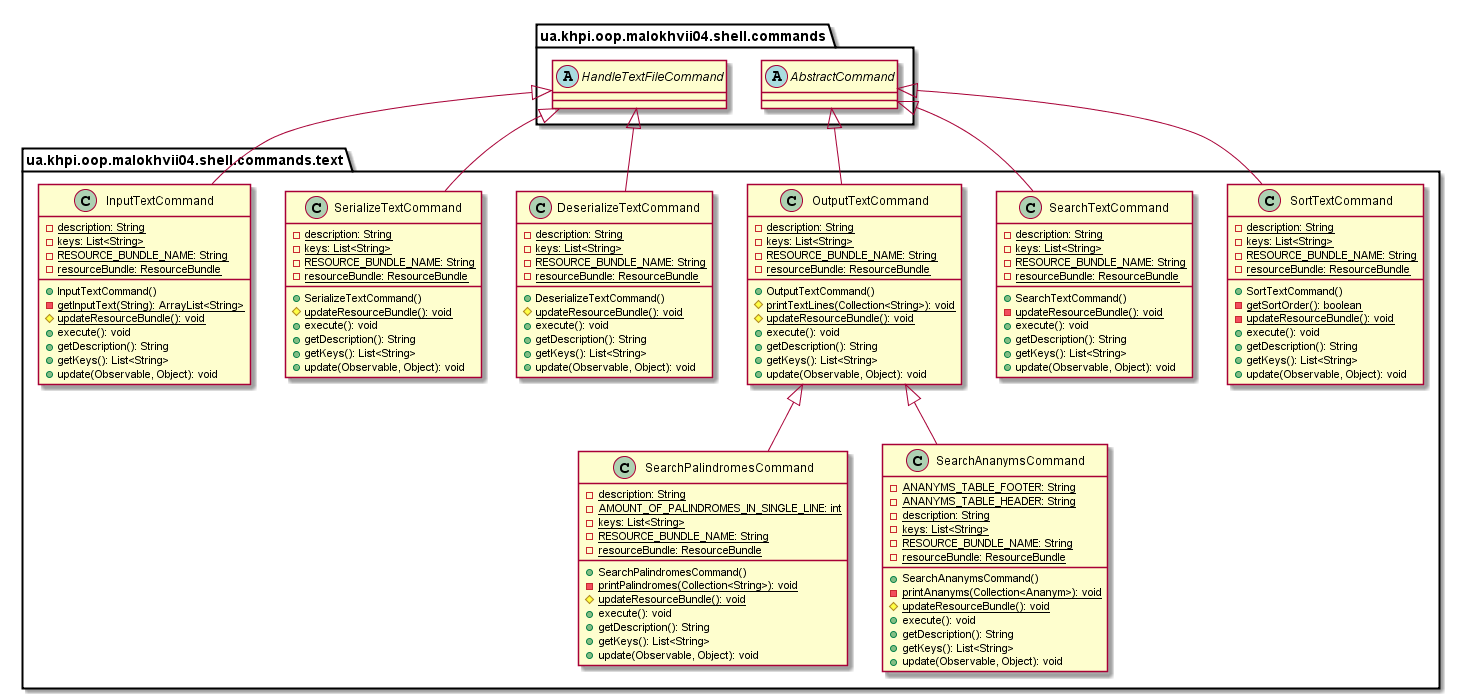 ua.khpi.oop.malokhvii04.shell.commands
A HandleTextFileCommand
A AbstractCommand
ua.khpi.oop.malokhvii04.shell.commands.text
C InputTextCommand
description: String
keys: List<String>
RESOURCE_BUNDLE_NAME: String
resourceBundle: ResourceBundle
InputTextCommand()
getInputText(String): ArrayList<String>
updateResourceBundle(): void
execute(): void
getDescription(): String
getKeys(): List<String>
update(Observable, Object): void
C SerializeTextCommand
description: String
keys: List<String>
RESOURCE_BUNDLE_NAME: String
resourceBundle: ResourceBundle
SerializeTextCommand()
updateResourceBundle(): void
execute(): void
getDescription(): String
getKeys(): List<String>
update(Observable, Object): void
C DeserializeTextCommand
description: String
keys: List<String>
RESOURCE_BUNDLE_NAME: String
resourceBundle: ResourceBundle
DeserializeTextCommand()
updateResourceBundle(): void
execute(): void
getDescription(): String
getKeys(): List<String>
update(Observable, Object): void
C OutputTextCommand
description: String
keys: List<String>
RESOURCE_BUNDLE_NAME: String
resourceBundle: ResourceBundle
OutputTextCommand()
printTextLines(Collection<String>): void
updateResourceBundle(): void
execute(): void
getDescription(): String
getKeys(): List<String>
update(Observable, Object): void
C SearchTextCommand
description: String
keys: List<String>
RESOURCE_BUNDLE_NAME: String
resourceBundle: ResourceBundle
SearchTextCommand()
updateResourceBundle(): void
execute(): void
getDescription(): String
getKeys(): List<String>
update(Observable, Object): void
C SortTextCommand
description: String
keys: List<String>
RESOURCE_BUNDLE_NAME: String
resourceBundle: ResourceBundle
SortTextCommand()
getSortOrder(): boolean
updateResourceBundle(): void
execute(): void
getDescription(): String
getKeys(): List<String>
update(Observable, Object): void
C SearchPalindromesCommand
description: String
AMOUNT_OF_PALINDROMES_IN_SINGLE_LINE: int
keys: List<String>
RESOURCE_BUNDLE_NAME: String
resourceBundle: ResourceBundle
SearchPalindromesCommand()
printPalindromes(Collection<String>): void
updateResourceBundle(): void
execute(): void
getDescription(): String
getKeys(): List<String>
update(Observable, Object): void
C SearchAnanymsCommand
ANANYMS_TABLE_FOOTER: String
ANANYMS_TABLE_HEADER: String
description: String
keys: List<String>
RESOURCE_BUNDLE_NAME: String
resourceBundle: ResourceBundle
SearchAnanymsCommand()
printAnanyms(Collection<Ananym>): void
updateResourceBundle(): void
execute(): void
getDescription(): String
getKeys(): List<String>
update(Observable, Object): void